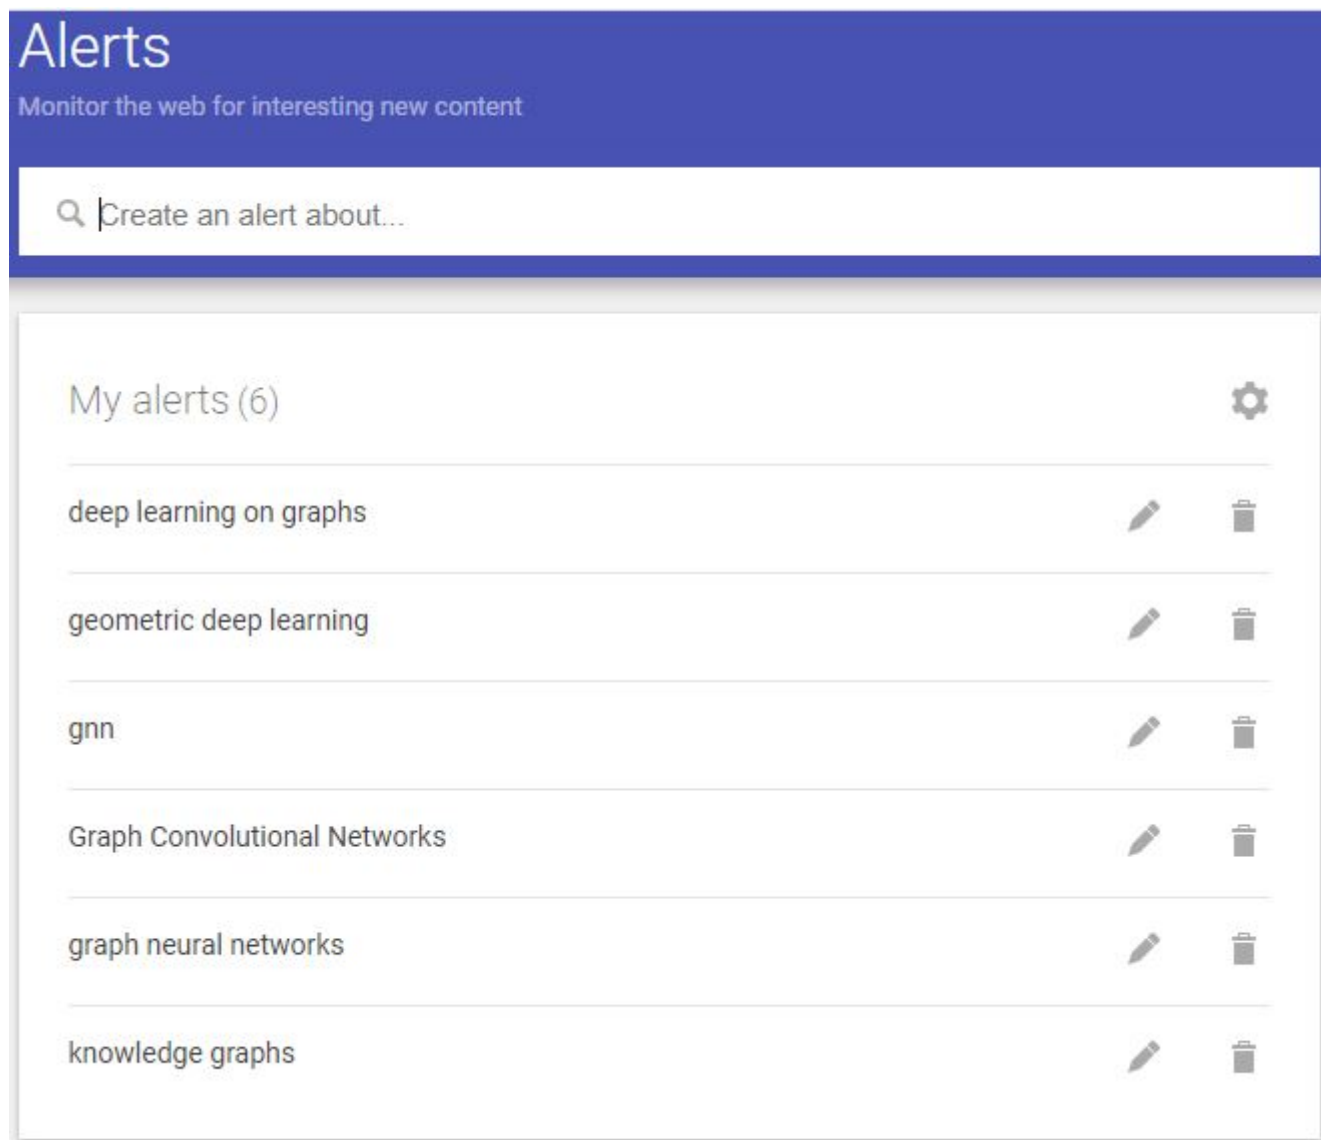 Alerts
Monitor the web for interesting new content
Create an alert about...
My alerts (6)
deep learning on graphs
geometric deep learning
gnn
Graph Convolutional Networks
graph neural networks
knowledge graphs